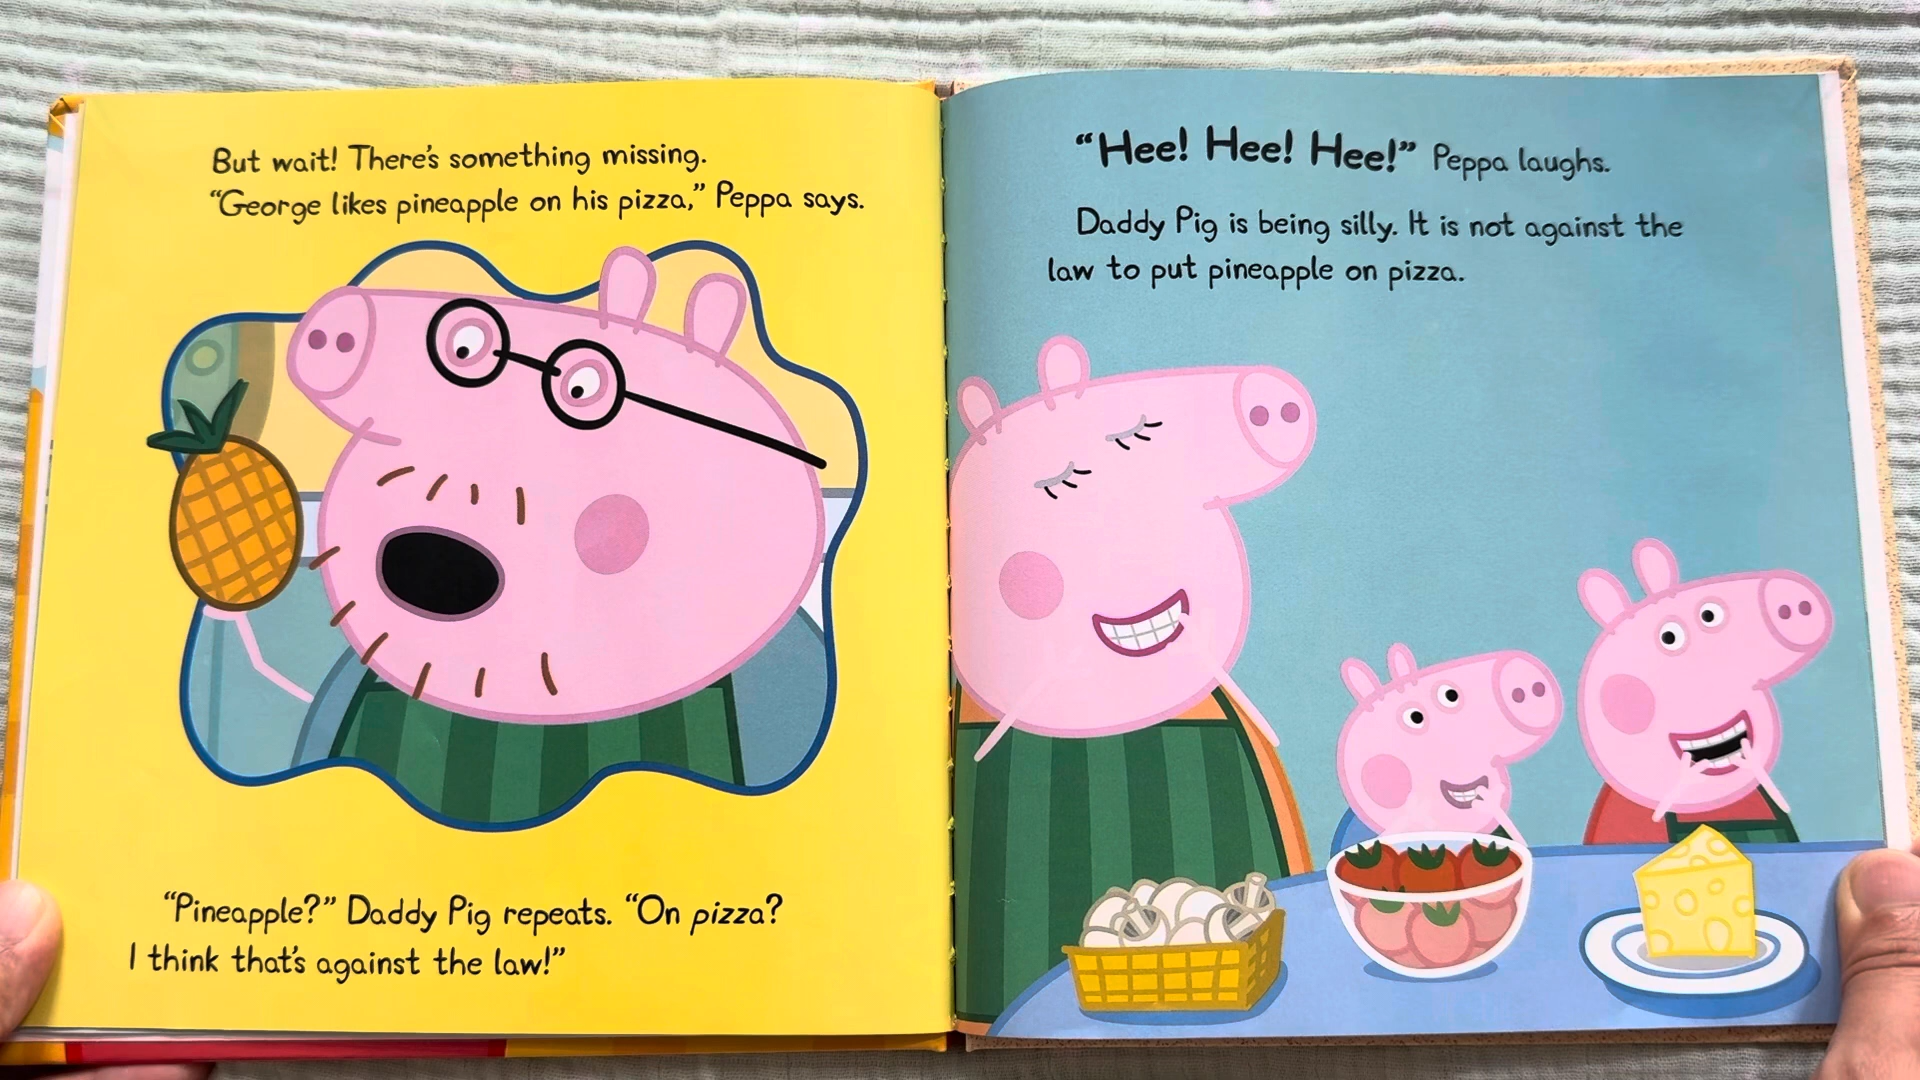 But wait! There's something missing.
“George likes pineapple on his pizza,” Peppa says.
“Pineapple?” Daddy Pig repeats. “On pizza?
I think that's against the law!”
“Hee! Hee! Hee!” Peppa laughs.
Daddy Pig is being silly. It is not against the
law to put pineapple on pizza.